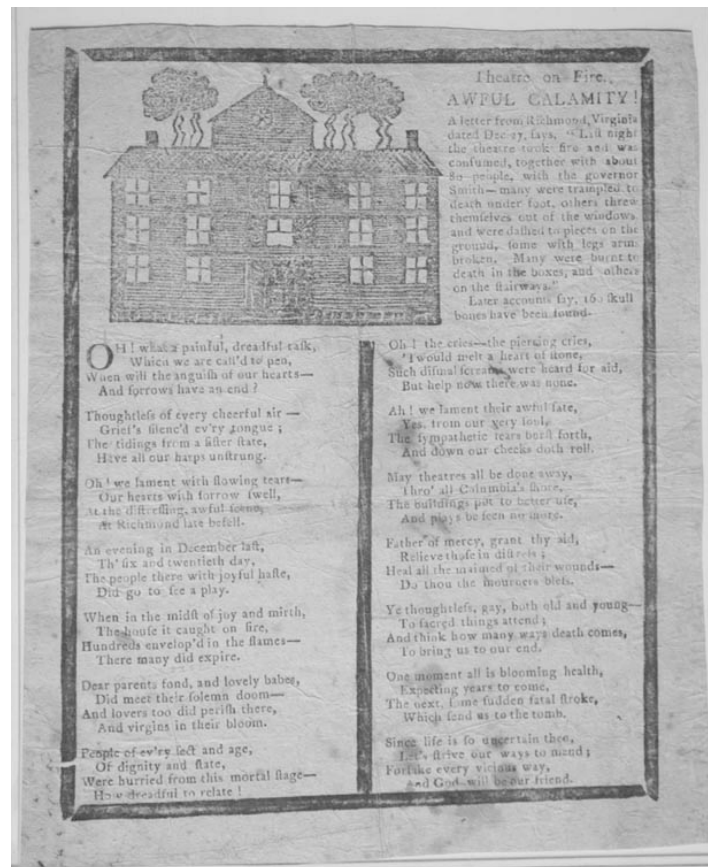 Theatre on Fire.
AWFUL CALAMITY!
A letter from Richmond, Virginia
dated Dec. 27, ſays, "Laſt night
the theatre took fire and was
conſumed, together with about
80 people, with the governor
Smith—many were trampled to
death under foot, others threw
themſelves out of the windows
and were daſhed to pieces on the
ground, ſome with legs arms
broken. Many were burnt to
death in the boxes, and others
on the ſtairways."
Later accounts ſay, 160 ſkull
bones have been found.
OH! what a painful, dreadful taſk,
Which we are call'd to pen,
When will the anguiſh of our hearts—
And ſorrows have an end?
Thoughtleſs of every cheerful air—
Grief's ſilenc'd ev'ry tongue;
The tidings from a ſiſter ſtate,
Have all our harps unſtrung.
Oh! we lament with flowing tears—
Our hearts with ſorrow ſwell,
At the diſtreſſing, awful ſcene,
At Richmond late befell.
An evening in December laſt,
Th' ſix and twentieth day,
The people there with joyful haſte,
Did go to ſee a play.
When in the midſt of joy and mirth,
The houſe it caught on fire,
Hundreds envelop'd in the flames—
There many did expire.
Dear parents fond, and lovely babes,
Did meet their ſolemn doom—
And lovers too did periſh there,
And virgins in their bloom.
People of ev'ry ſect and age,
Of dignity and ſtate,
Were hurried from this mortal ſtage—
How dreadful to relate!
Oh! the cries—the piercing cries,
'Twould melt a heart of ſtone,
Such diſmal ſcreams were heard for aid,
But help now there was none.
Ah! we lament their awful fate,
Yes, from our very ſoul,
The ſympathetic tears burſt forth,
And down our cheeks doth roll.
May theatres all be done away,
Thro' all Columbia's ſhore,
The buildings put to better uſe,
And plays be ſeen no more.
Father of mercy, grant thy aid,
Relieve thoſe in diſtreſs;
Heal all the maimed of their wounds—
Do thou the mourners bleſs.
Ye thoughtleſs, gay, both old and young—
To ſacred things attend;
And think how many ways death comes,
To bring us to our end.
One moment all is blooming health,
Expecting years to come,
The next, ſome ſudden fatal ſtroke,
Which ſend us to the tomb.
Since life is ſo uncertain then,
Let's ſtrive our ways to mend;
Forſake every vicious way,
And God will be our friend.